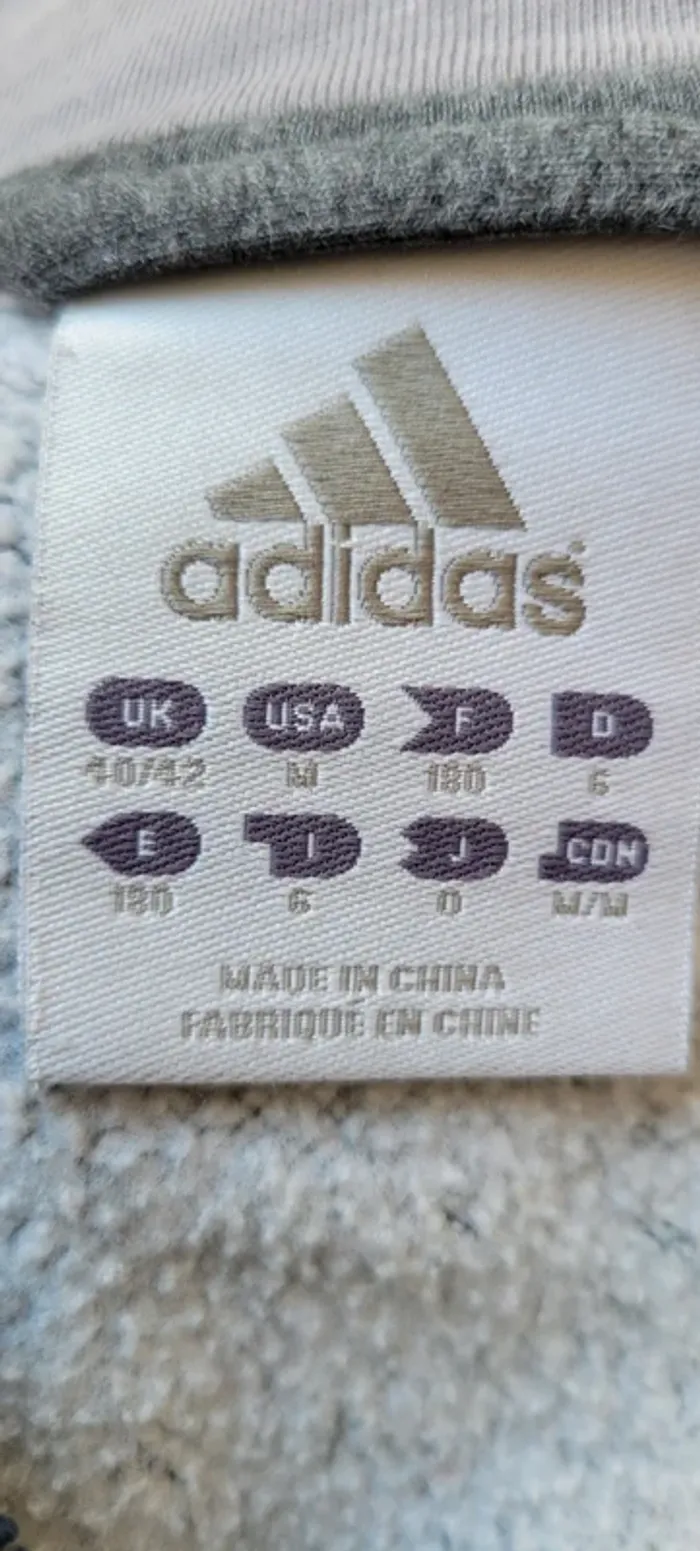 adidas
UK USA F D
40/42 M 180 6
E I J CDN
180 6 O M/M
MADE IN CHINA
FABRIQUÉ EN CHINE